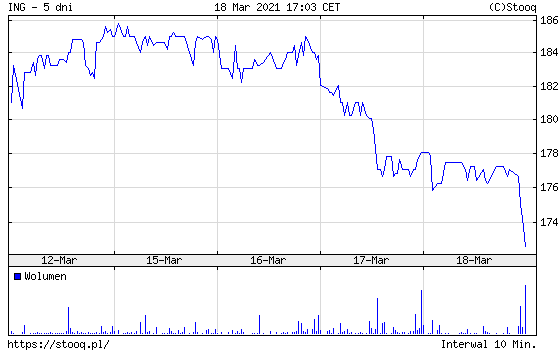 ING - 5 dni 18 Mar 2021 17:03 CET (C)Stooq
186
184
182
180
178
176
174
12-Mar 15-Mar 16-Mar 17-Mar 18-Mar
Wolumen
https://stooq.pl/ Interwal 10 Min.